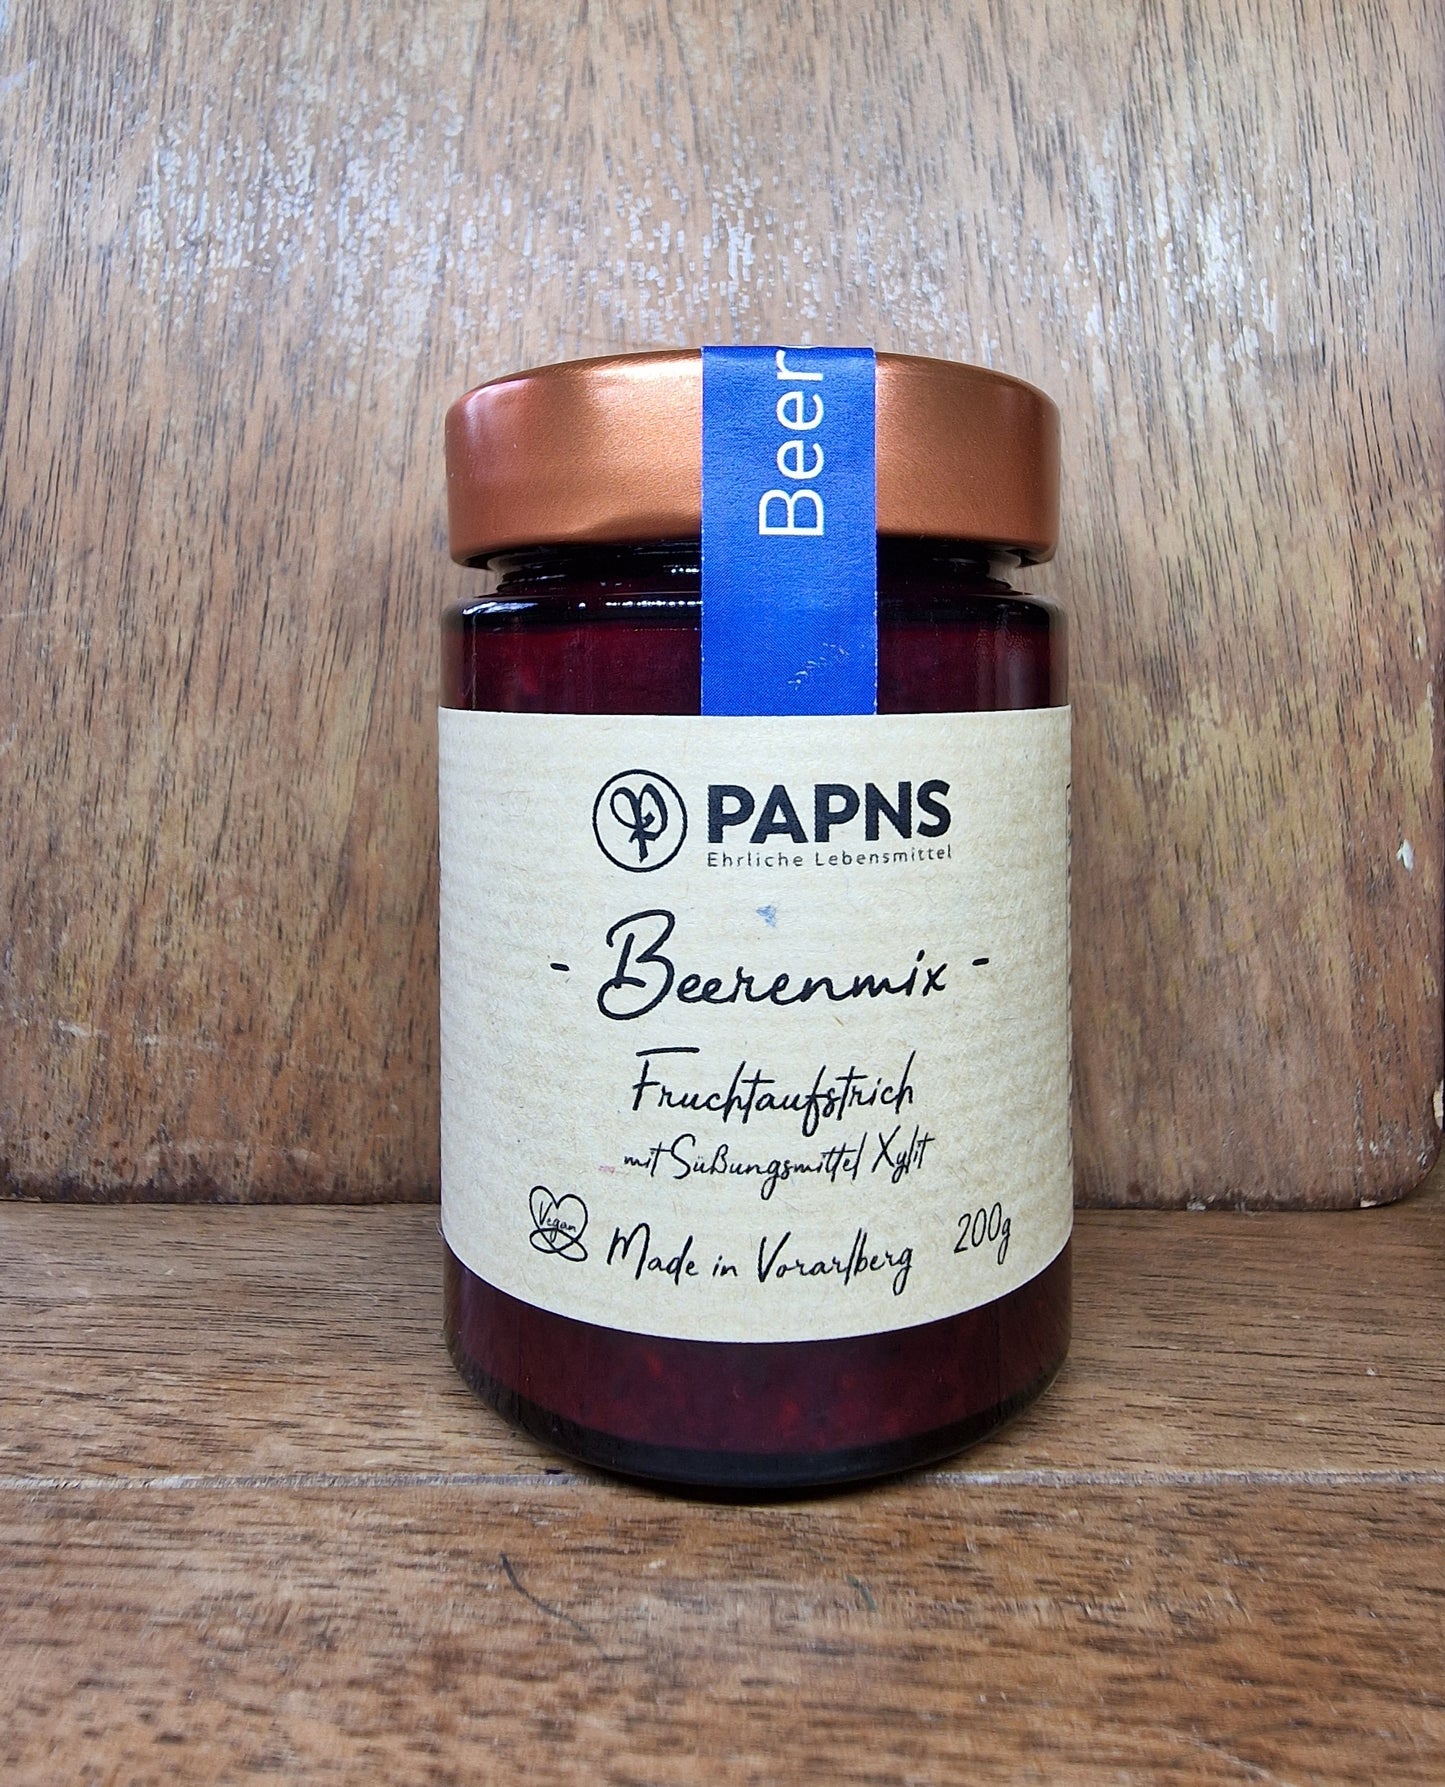 Beer
PAPNS
Ehrliche Lebensmittel
- Beerenmix -
Fruchtaufstrich
mit Süßungsmittel Xylit
Vegan
Made in Vorarlberg
200g